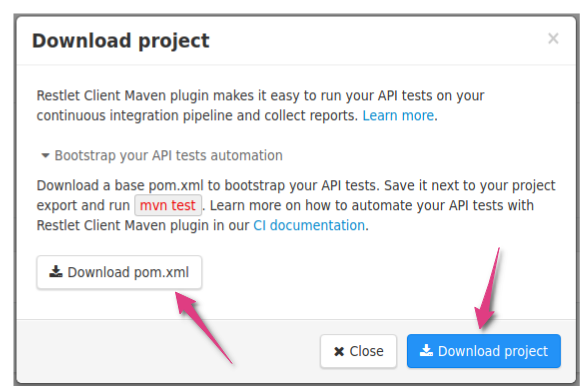 Download project
×
Restlet Client Maven plugin makes it easy to run your API tests on your
continuous integration pipeline and collect reports. Learn more.
Bootstrap your API tests automation
Download a base pom.xml to bootstrap your API tests. Save it next to your project
export and run mvn test . Learn more on how to automate your API tests with
Restlet Client Maven plugin in our CI documentation.
Download pom.xml
Close Download project